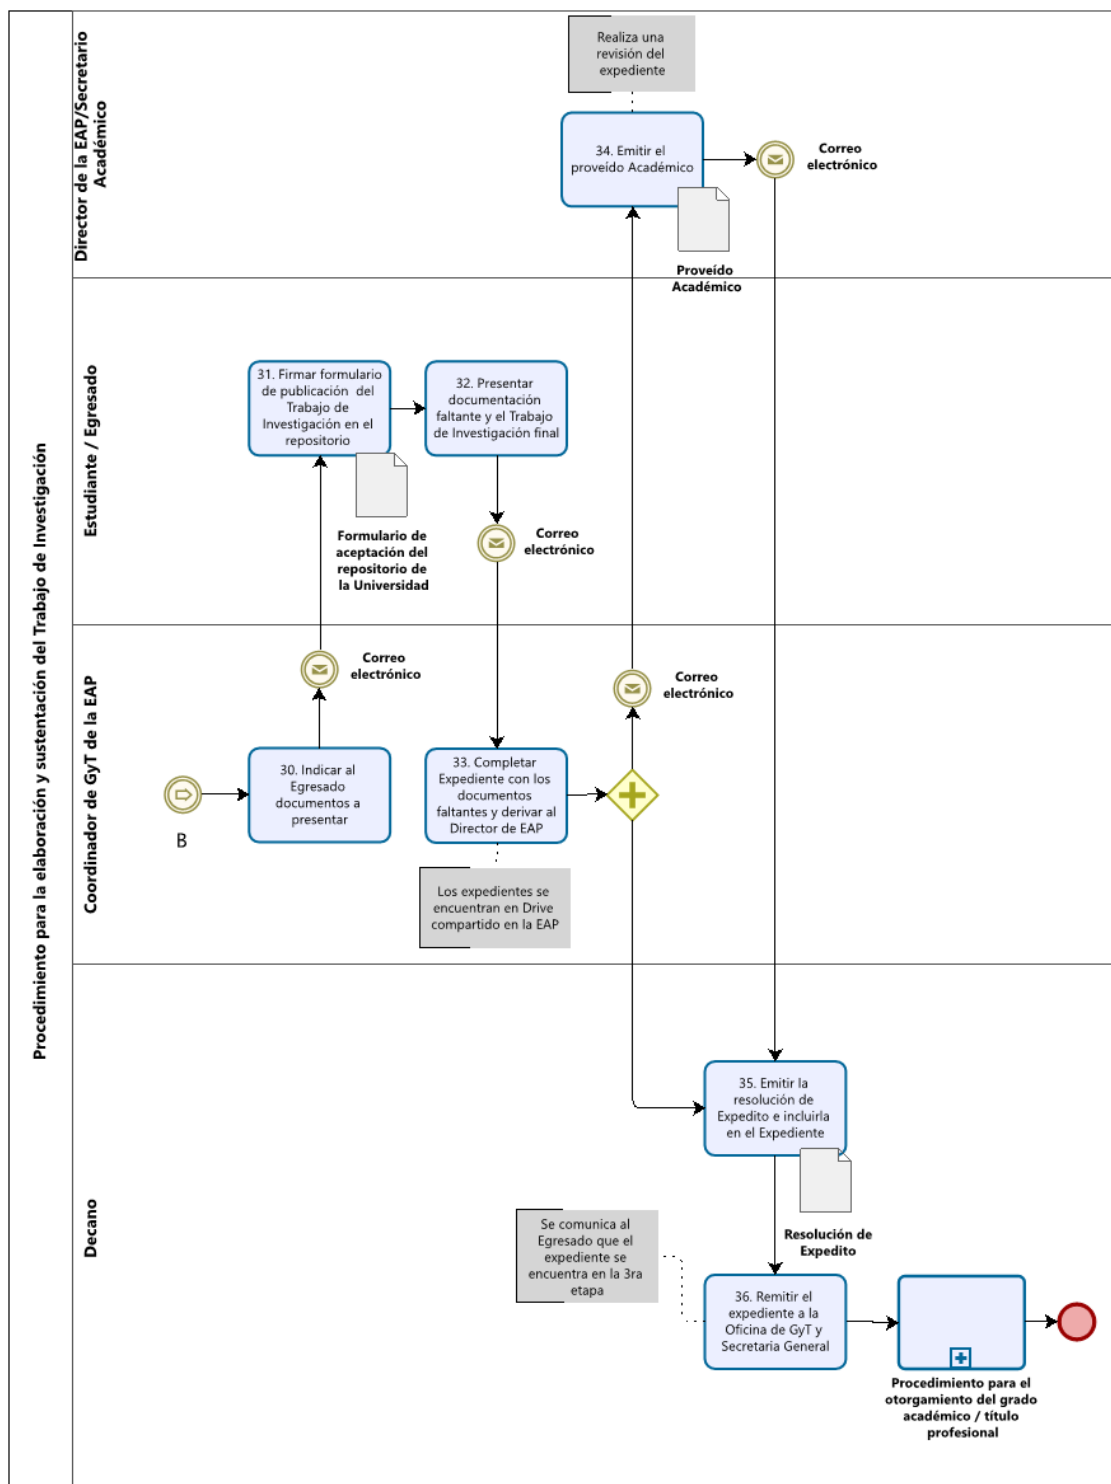 Procedimiento para la elaboración y sustentación del Trabajo de Investigación
Director de la EAP/Secretario
Académico
Realiza una
revisión del
expediente
34. Emitir el
proveído Académico
Correo
electrónico
Proveído
Académico
Estudiante / Egresado
31. Firmar formulario
de publicación del
Trabajo de
Investigación en el
repositorio
32. Presentar
documentación
faltante y el Trabajo
de Investigación final
Formulario de
aceptación del
repositorio de
la Universidad
Correo
electrónico
Coordinador de GyT de la EAP
Correo
electrónico
Correo
electrónico
B
30. Indicar al
Egresado
documentos a
presentar
33. Completar
Expediente con los
documentos
faltantes y derivar al
Director de EAP
Los expedientes se
encuentran en Drive
compartido en la EAP
Decano
35. Emitir la
resolución de
Expedito e incluirla
en el Expediente
Resolución de
Expedito
Se comunica al
Egresado que el
expediente se
encuentra en la 3ra
etapa
36. Remitir el
expediente a la
Oficina de GyT y
Secretaria General
Procedimiento para el
otorgamiento del grado
académico / título
profesional